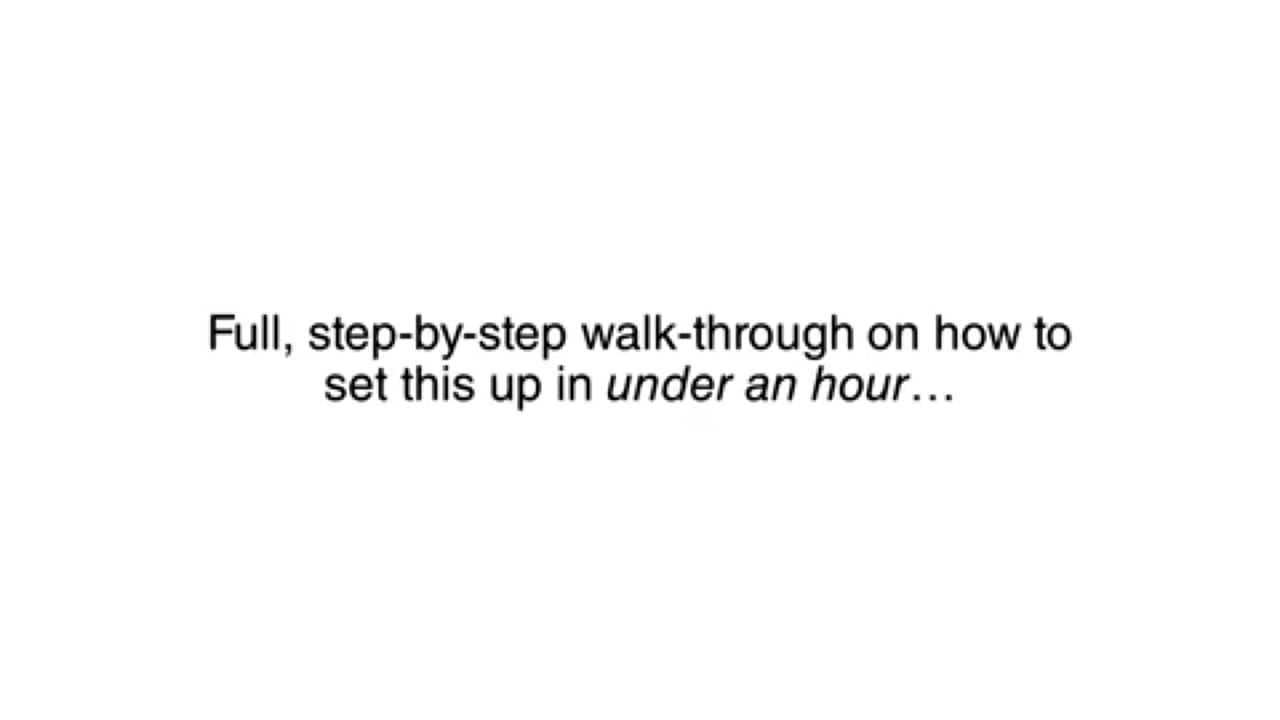 Full, step-by-step walk-through on how to
set this up in under an hour…